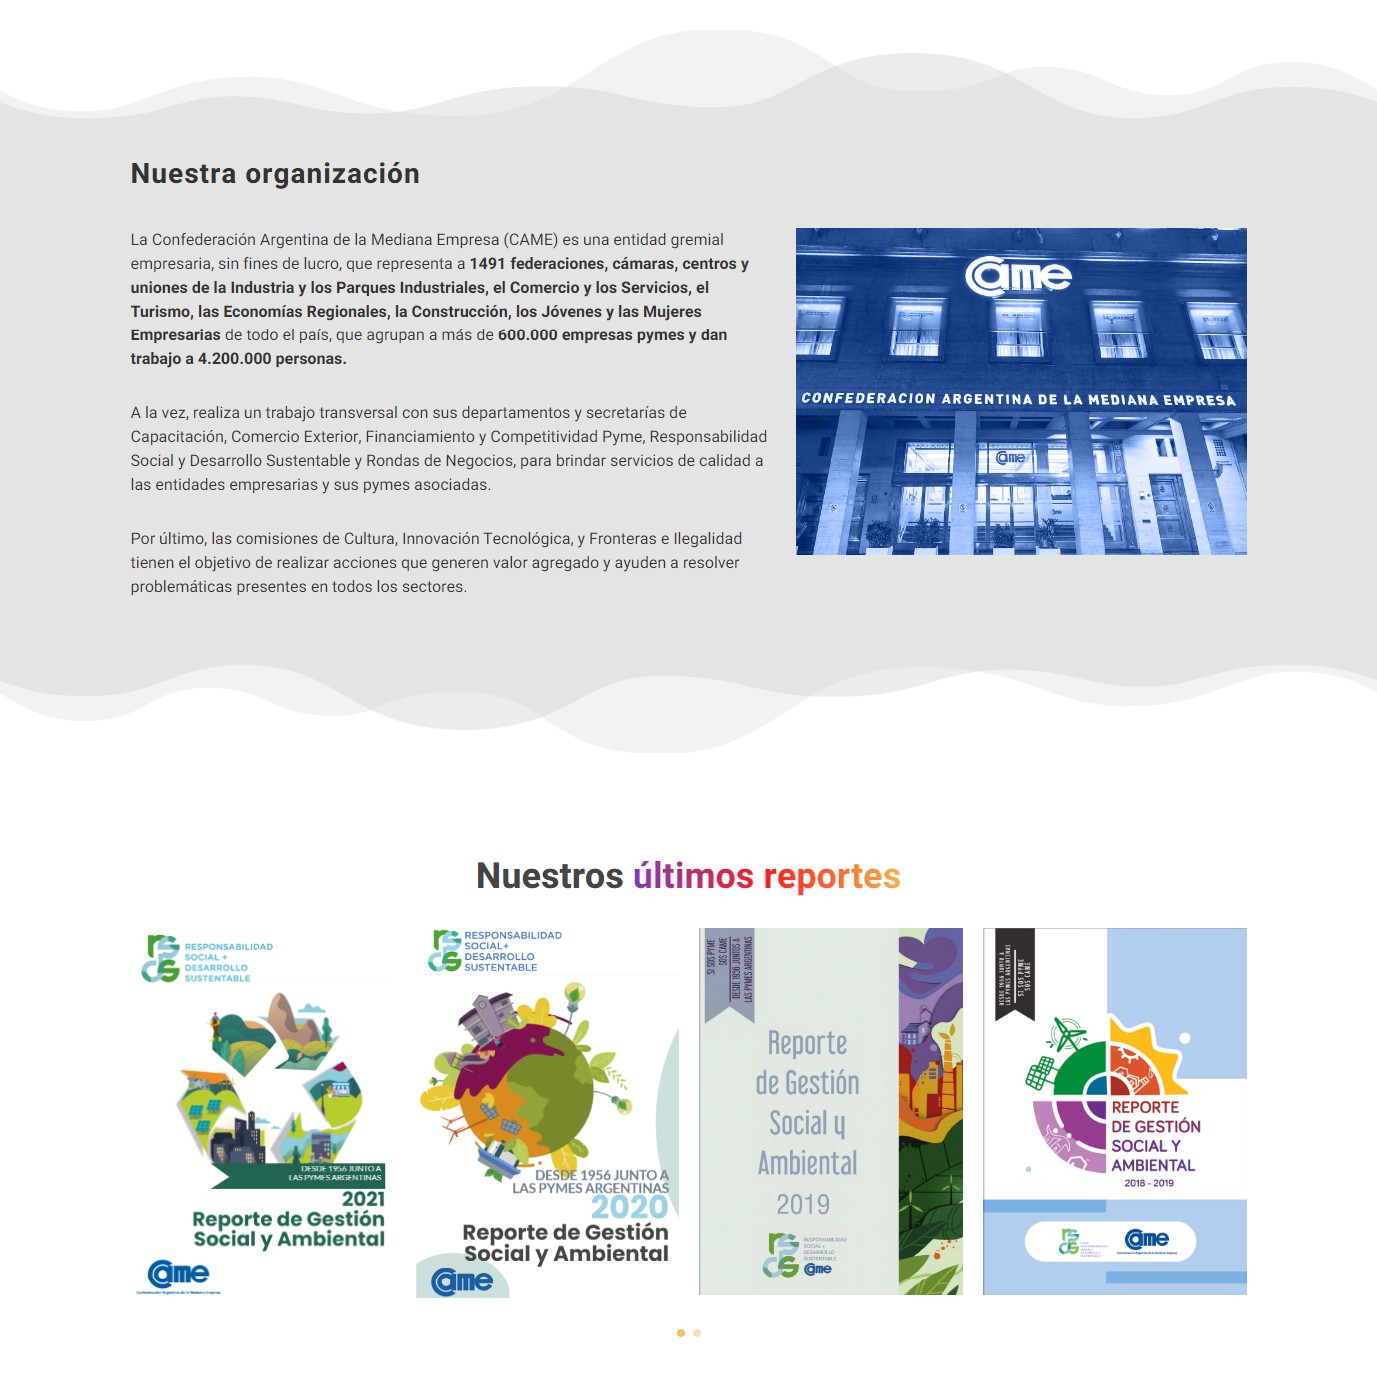 Nuestra organización
La Confederación Argentina de la Mediana Empresa (CAME) es una entidad gremial
empresaria, sin fines de lucro, que representa a 1491 federaciones, cámaras, centros y
uniones de la Industria y los Parques Industriales, el Comercio y los Servicios, el
Turismo, las Economías Regionales, la Construcción, los Jóvenes y las Mujeres
Empresarias de todo el país, que agrupan a más de 600.000 empresas pymes y dan
trabajo a 4.200.000 personas.
A la vez, realiza un trabajo transversal con sus departamentos y secretarías de
Capacitación, Comercio Exterior, Financiamiento y Competitividad Pyme, Responsabilidad
Social y Desarrollo Sustentable y Rondas de Negocios, para brindar servicios de calidad a
las entidades empresarias y sus pymes asociadas.
Por último, las comisiones de Cultura, Innovación Tecnológica, y Fronteras e Ilegalidad
tienen el objetivo de realizar acciones que generen valor agregado y ayuden a resolver
problemáticas presentes en todos los sectores.
Came
CONFEDERACION ARGENTINA DE LA MEDIANA EMPRESA
Came
Nuestros últimos reportes
rsds
RESPONSABILIDAD
SOCIAL +
DESARROLLO
SUSTENTABLE
DESDE 1956 JUNTO A
LAS PYMES ARGENTINAS
2021
Reporte de Gestión
Social y Ambiental
Came
Confederación Argentina de la Mediana Empresa
rsds
RESPONSABILIDAD
SOCIAL+
DESARROLLO
SUSTENTABLE
DESDE 1956 JUNTO A
LAS PYMES ARGENTINAS
2020
Reporte de Gestión
Social y Ambiental
Came
SI SOS PYME
SOS CAME
DESDE 1956 JUNTOS A
LAS PYMES ARGENTINAS
Reporte
de Gestión
Social y
Ambiental
2019
rsds
RESPONSABILIDAD
SOCIAL +
DESARROLLO
SUSTENTABLE
Came
DESDE 1956 JUNTO A
LAS PYMES ARGENTINAS
SI SOS PYME
SOS CAME
REPORTE
DE GESTIÓN
SOCIAL Y
AMBIENTAL
2018 - 2019
rsds
Came